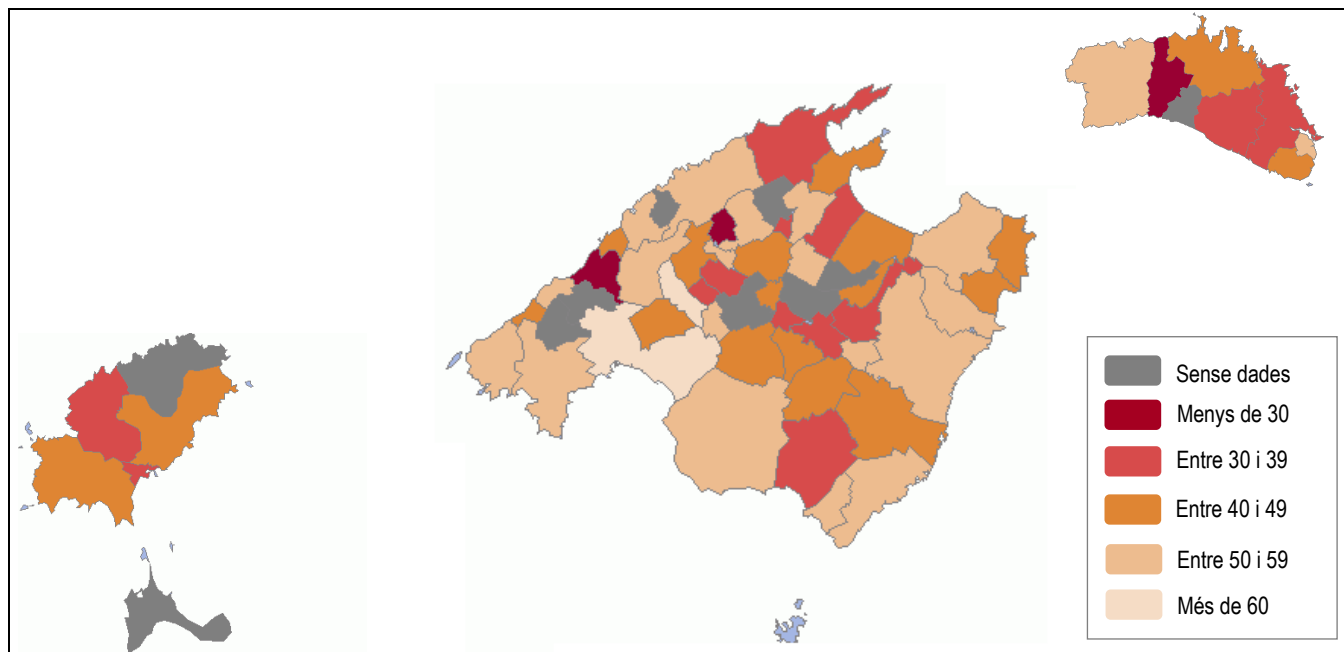 Sense dades
Menys de 30
Entre 30 i 39
Entre 40 i 49
Entre 50 i 59
Més de 60